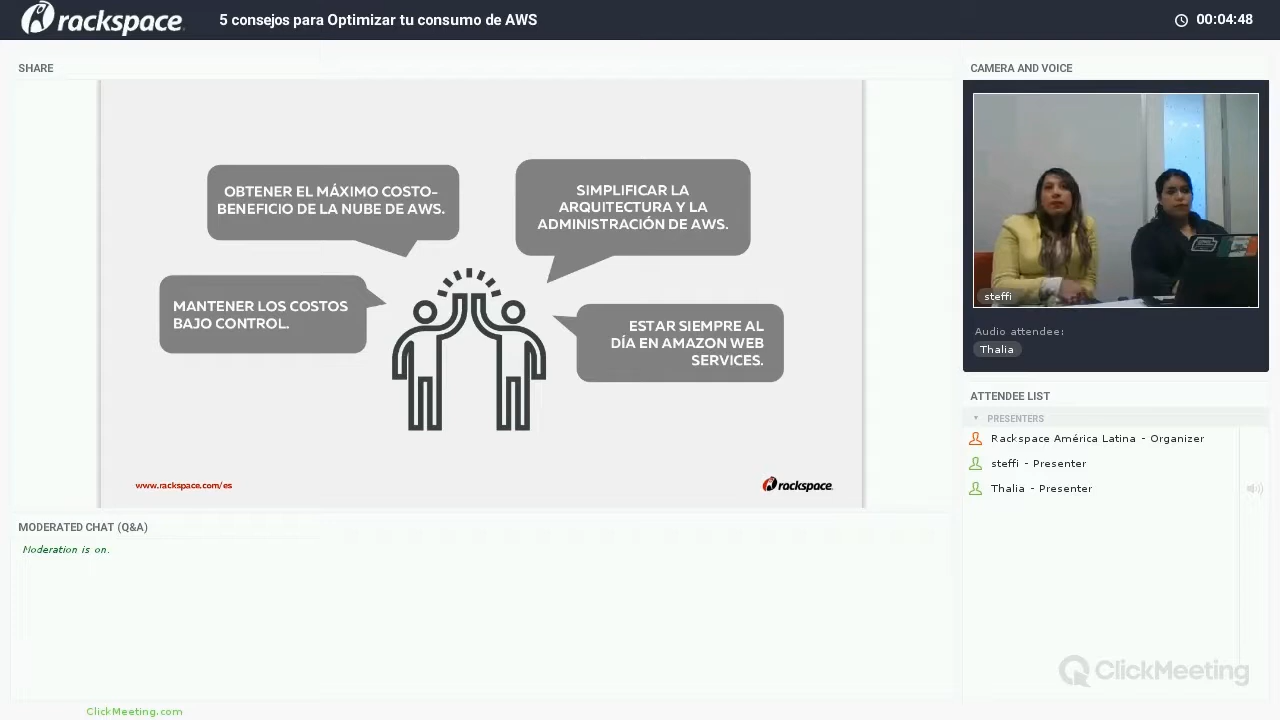 rackspace
5 consejos para Optimizar tu consumo de AWS
00:04:48
SHARE
OBTENER EL MÁXIMO COSTO-
BENEFICIO DE LA NUBE DE AWS.
SIMPLIFICAR LA
ARQUITECTURA Y LA
ADMINISTRACIÓN DE AWS.
MANTENER LOS COSTOS
BAJO CONTROL.
ESTAR SIEMPRE AL
DÍA EN AMAZON WEB
SERVICES.
www.rackspace.com/es
rackspace
CAMERA AND VOICE
steffi
Audio attendee:
Thalia
ATTENDEE LIST
PRESENTERS
Rackspace América Latina - Organizer
steffi - Presenter
Thalia - Presenter
MODERATED CHAT (Q&A)
Moderation is on.
ClickMeeting
ClickMeeting.com